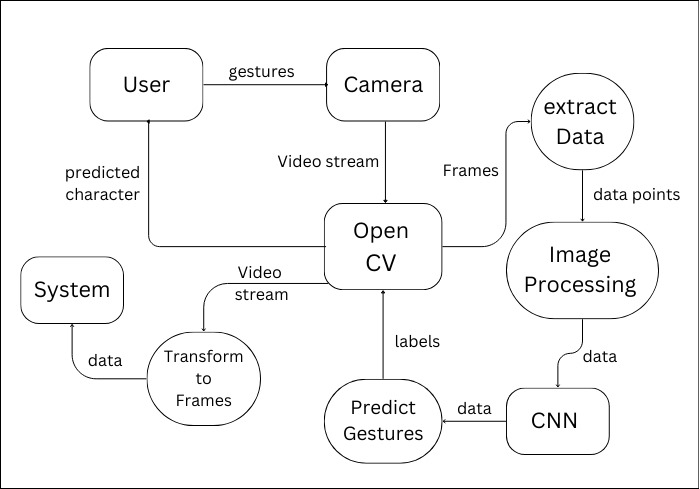 User
gestures
Camera
extract
Data
predicted
character
Video stream
Frames
data points
Open
CV
Image
Processing
System
Video
stream
Transform
to
Frames
data
labels
data
Predict
Gestures
data
CNN